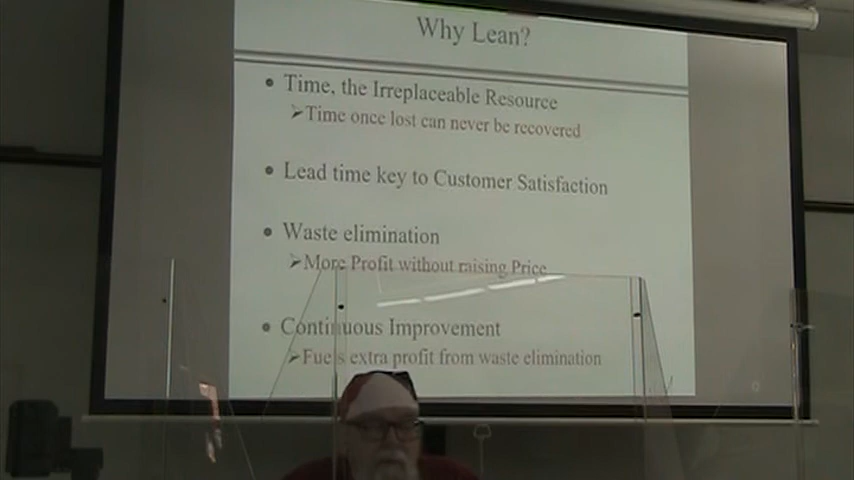 Why Lean?
• Time, the Irreplaceable Resource
➢Time once lost can never be recovered
• Lead time key to Customer Satisfaction
• Waste elimination
➢More Profit without raising Price
• Continuous Improvement
➢Fuels extra profit from waste elimination